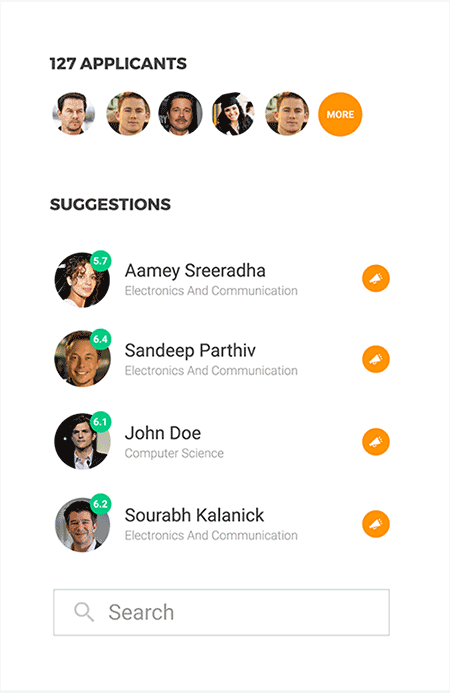 127 APPLICANTS
MORE
SUGGESTIONS
5.7
Aamey Sreeradha
Electronics And Communication
6.4
Sandeep Parthiv
Electronics And Communication
6.1
John Doe
Computer Science
6.2
Sourabh Kalanick
Electronics And Communication
Search